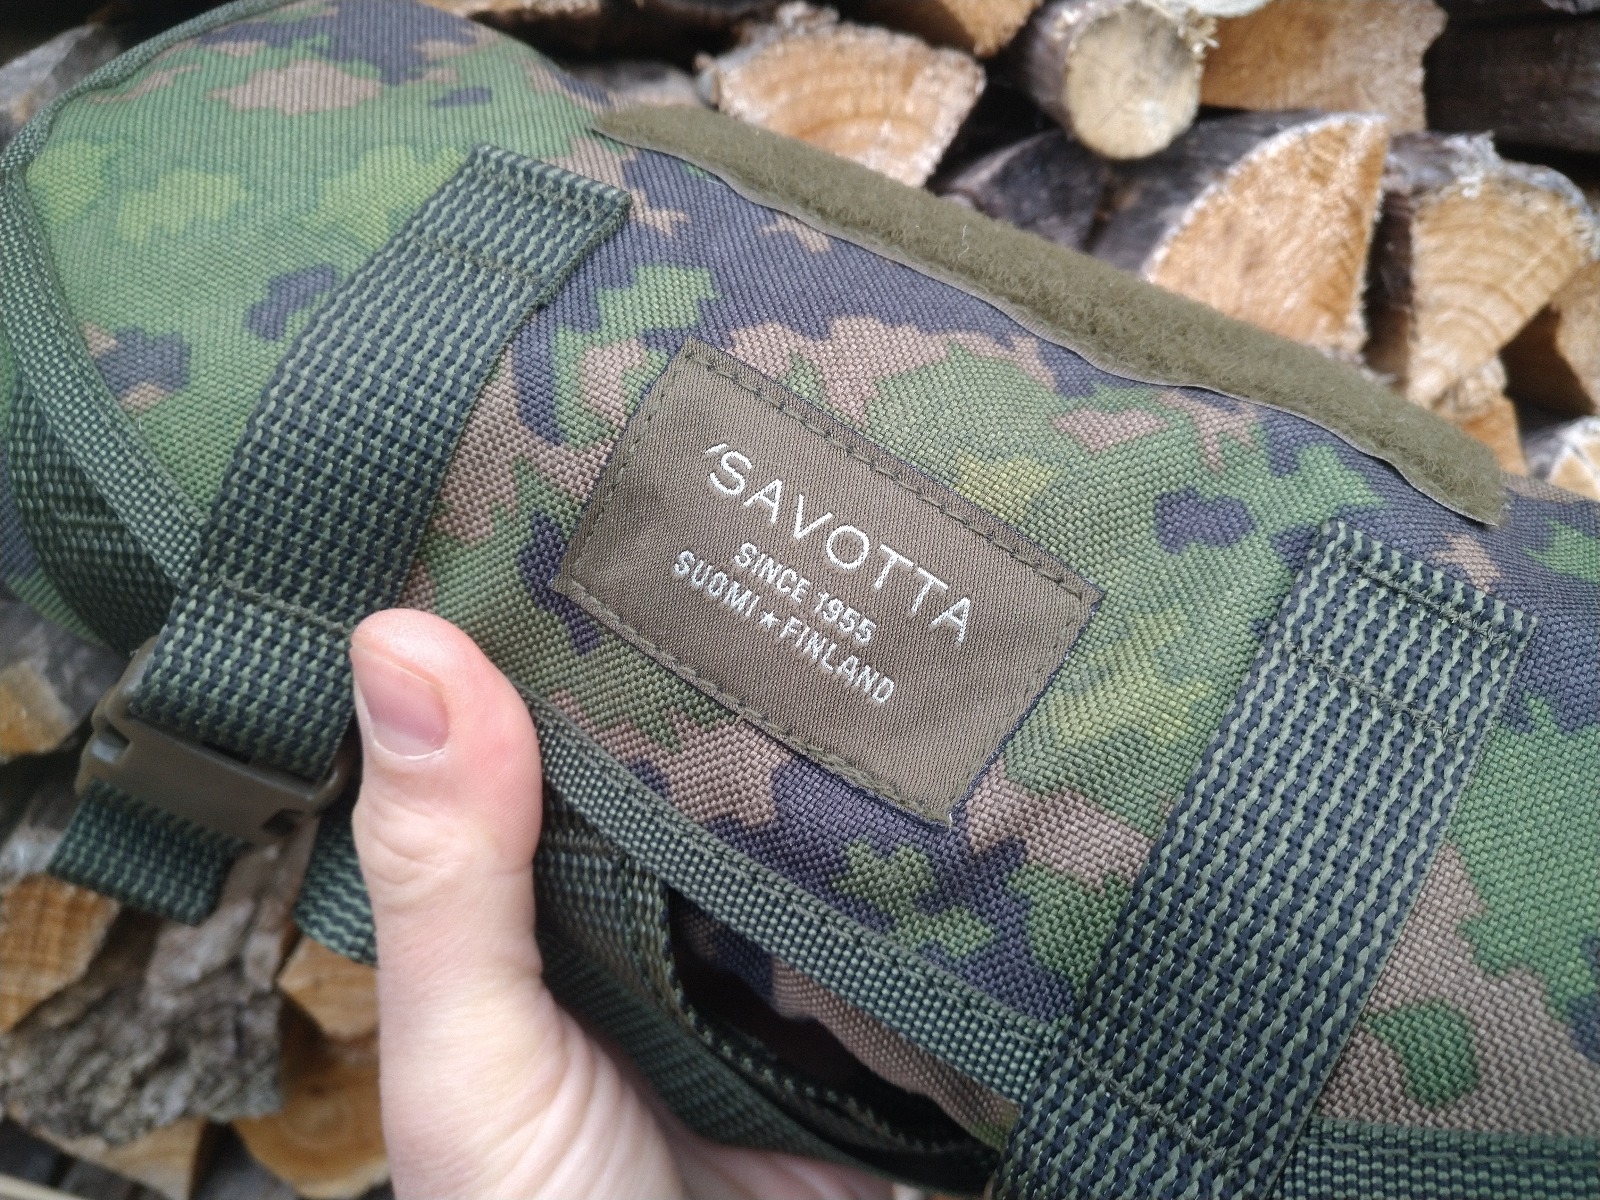 'SAVOTTA
SINCE 1955
SUOMI★FINLAND